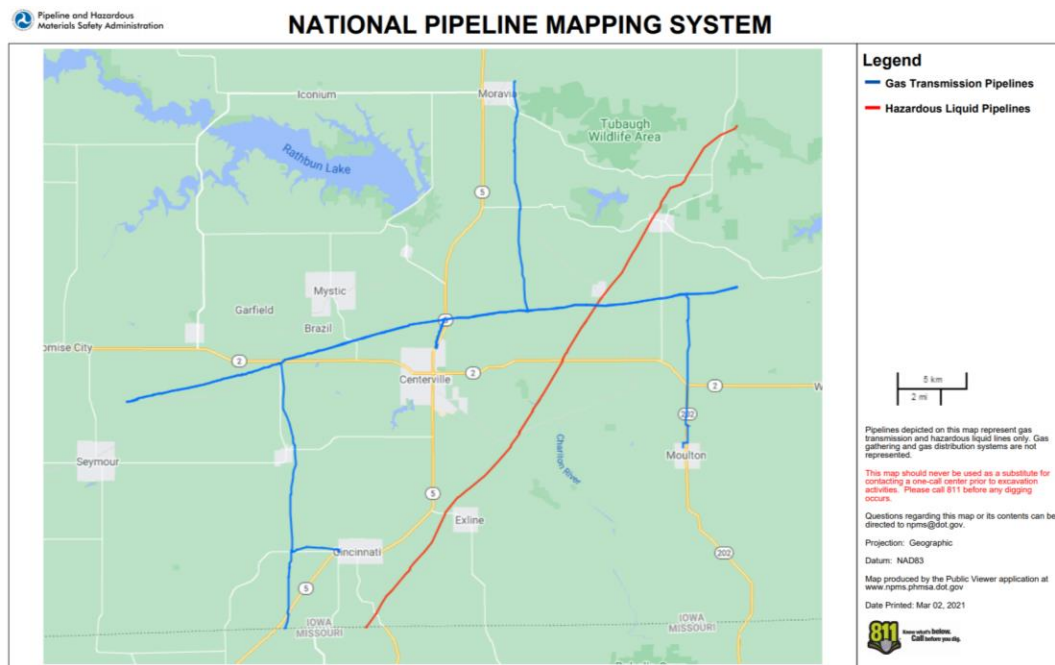 Pipeline and Hazardous
Materials Safety Administration
NATIONAL PIPELINE MAPPING SYSTEM
Legend
Gas Transmission Pipelines
Hazardous Liquid Pipelines
Iconium
Moravia
Tubaugh
Wildlife Area
Rathbun Lake
5
Mystic
Garfield
Brazil
omise City
2
Centerville
2
2
W
202
Seymour
Moulton
Chariton River
5
Exline
Cincinnati
202
5
IOWA
MISSOURI
IOWA
MISSOURI
5 km
2 mi
Pipelines depicted on this map represent gas
transmission and hazardous liquid lines only. Gas
gathering and gas distribution systems are not
represented.
This map should never be used as a substitute for
contacting a one-call center prior to excavation
activities. Please call 811 before any digging
occurs.
Questions regarding this map or its contents can be
directed to npms@dot.gov.
Projection: Geographic
Datum: NAD83
Map produced by the Public Viewer application at
www.npms.phmsa.dot.gov
Date Printed: Mar 02, 2021
811 Know what's below.
Call before you dig.